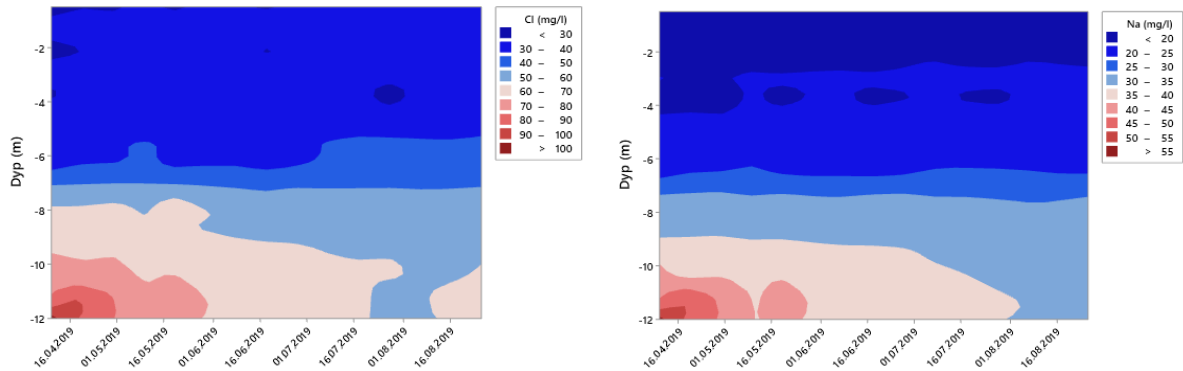 Cl (mg/l)
< 30
30 – 40
40 – 50
50 – 60
60 – 70
70 – 80
80 – 90
90 – 100
> 100
Dyp (m)
-2
-4
-6
-8
-10
-12
16.04.2019
01.05.2019
16.05.2019
01.06.2019
16.06.2019
01.07.2019
16.07.2019
01.08.2019
16.08.2019
Na (mg/l)
< 20
20 – 25
25 – 30
30 – 35
35 – 40
40 – 45
45 – 50
50 – 55
> 55
Dyp (m)
-2
-4
-6
-8
-10
-12
16.04.2019
01.05.2019
16.05.2019
01.06.2019
16.06.2019
01.07.2019
16.07.2019
01.08.2019
16.08.2019